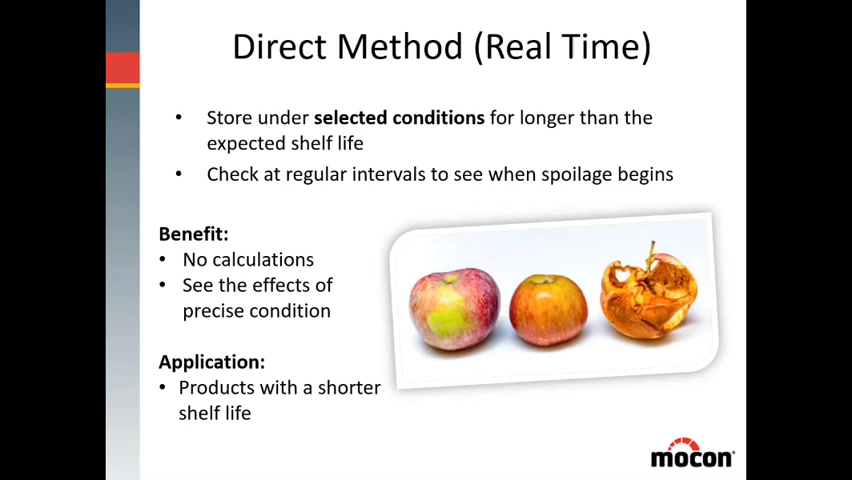 Direct Method (Real Time)
• Store under selected conditions for longer than the
expected shelf life
• Check at regular intervals to see when spoilage begins
Benefit:
• No calculations
• See the effects of
precise condition
Application:
• Products with a shorter
shelf life
mocon®